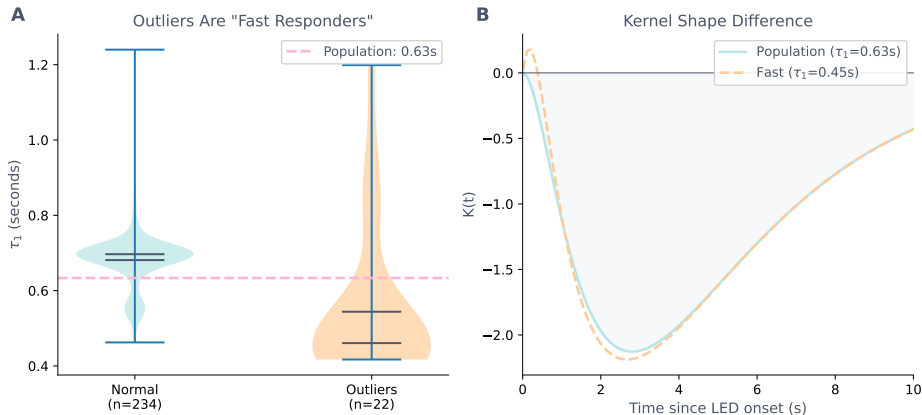 A
Outliers Are "Fast Responders"
Population: 0.63s
τ1 (seconds)
1.2
1.0
0.8
0.6
0.4
Normal
(n=234)
Outliers
(n=22)
B
Kernel Shape Difference
Population (τ1=0.63s)
Fast (τ1=0.45s)
K(t)
0.0
−0.5
−1.0
−1.5
−2.0
0 2 4 6 8 10
Time since LED onset (s)